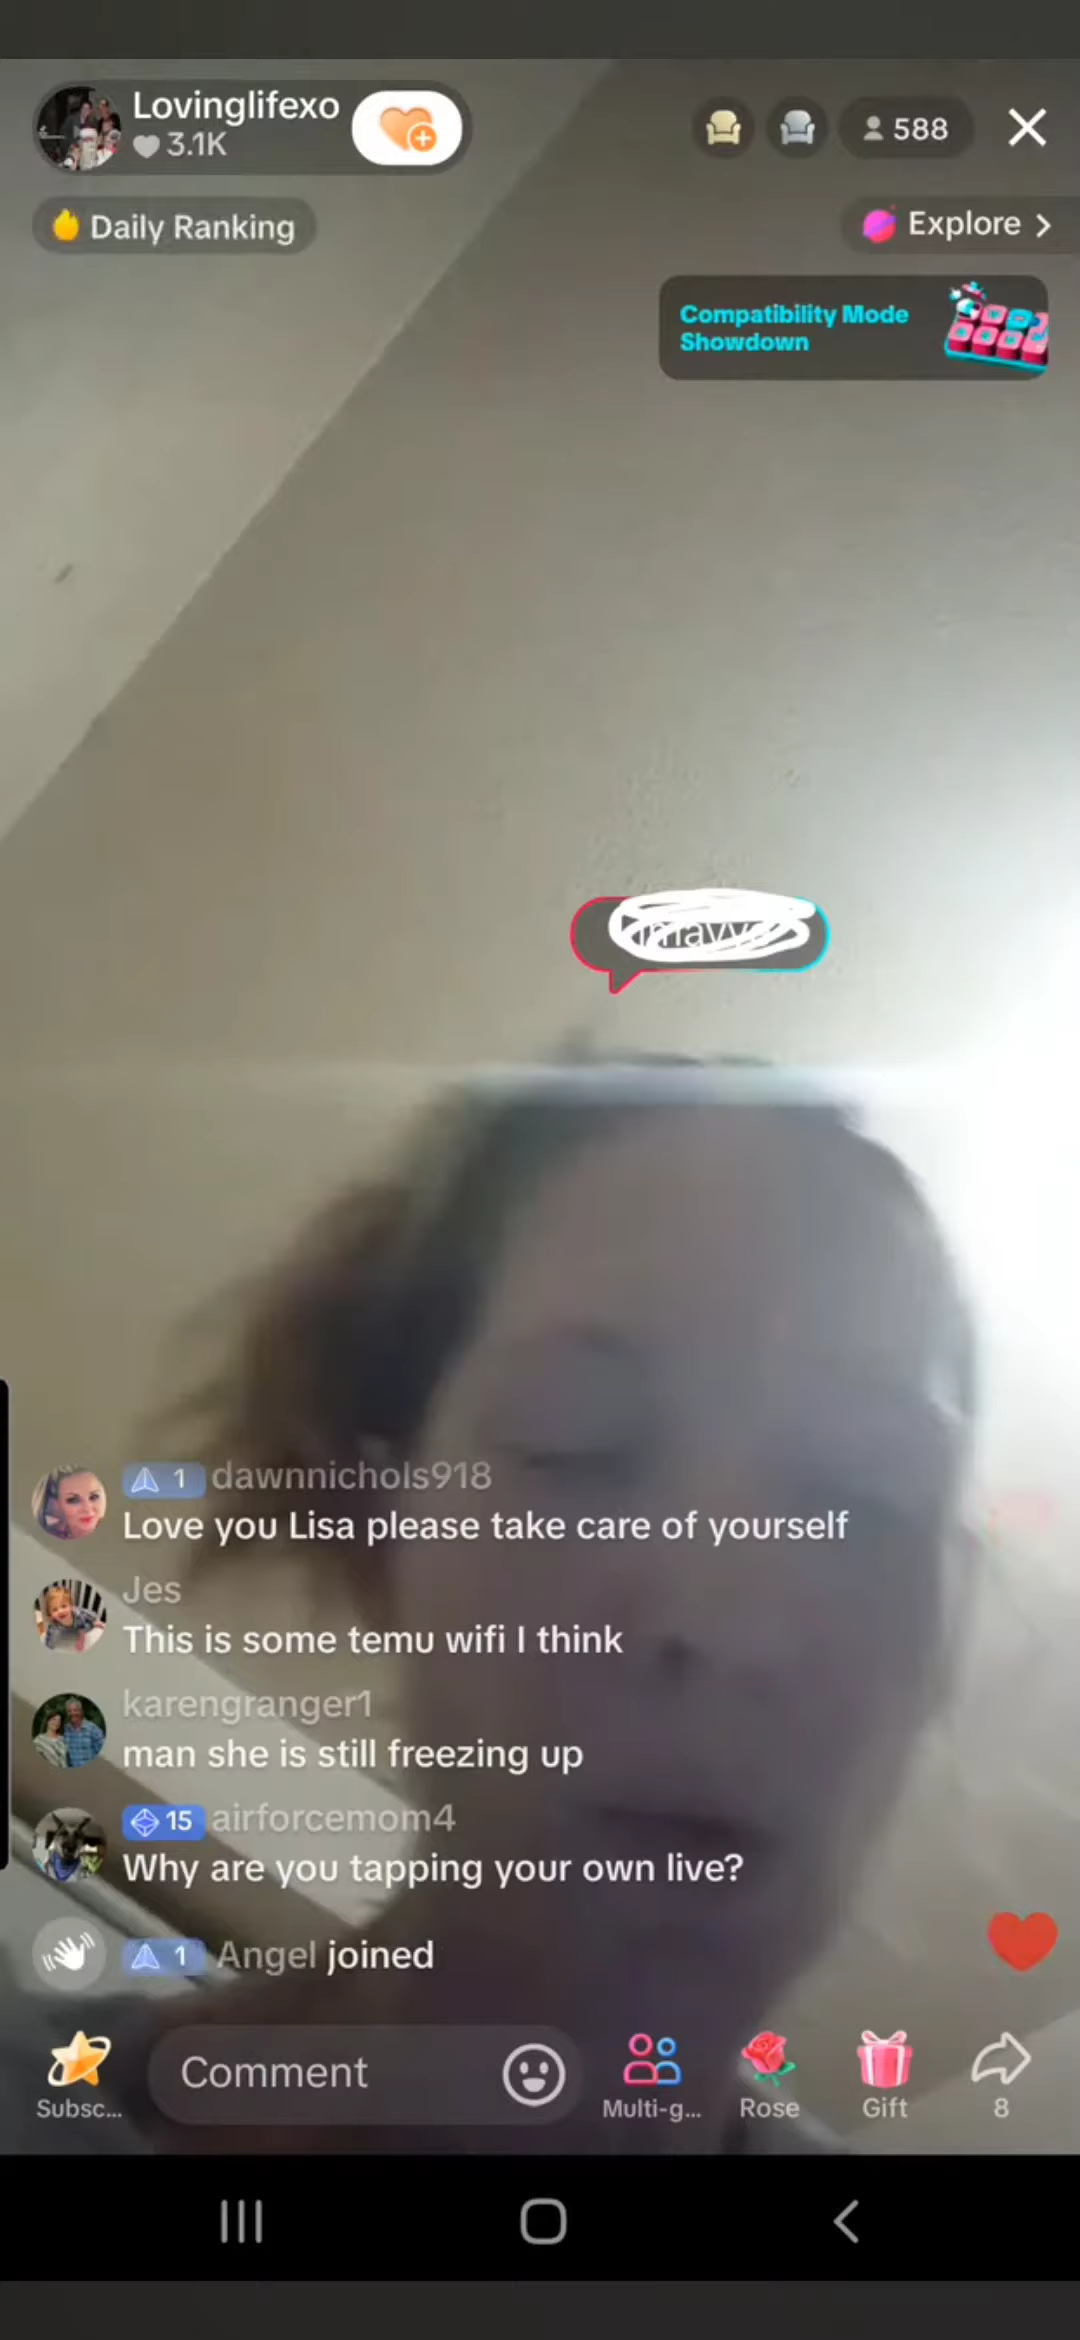 Lovinglifexo
3.1K
588
Daily Ranking
Explore >
Compatibility Mode
Showdown
1 dawnnichols918
Love you Lisa please take care of yourself
Jes
This is some temu wifi I think
karengranger1
man she is still freezing up
15 airforcemom4
Why are you tapping your own live?
1 Angel joined
Comment
Subsc...
Multi-g...
Rose
Gift
8